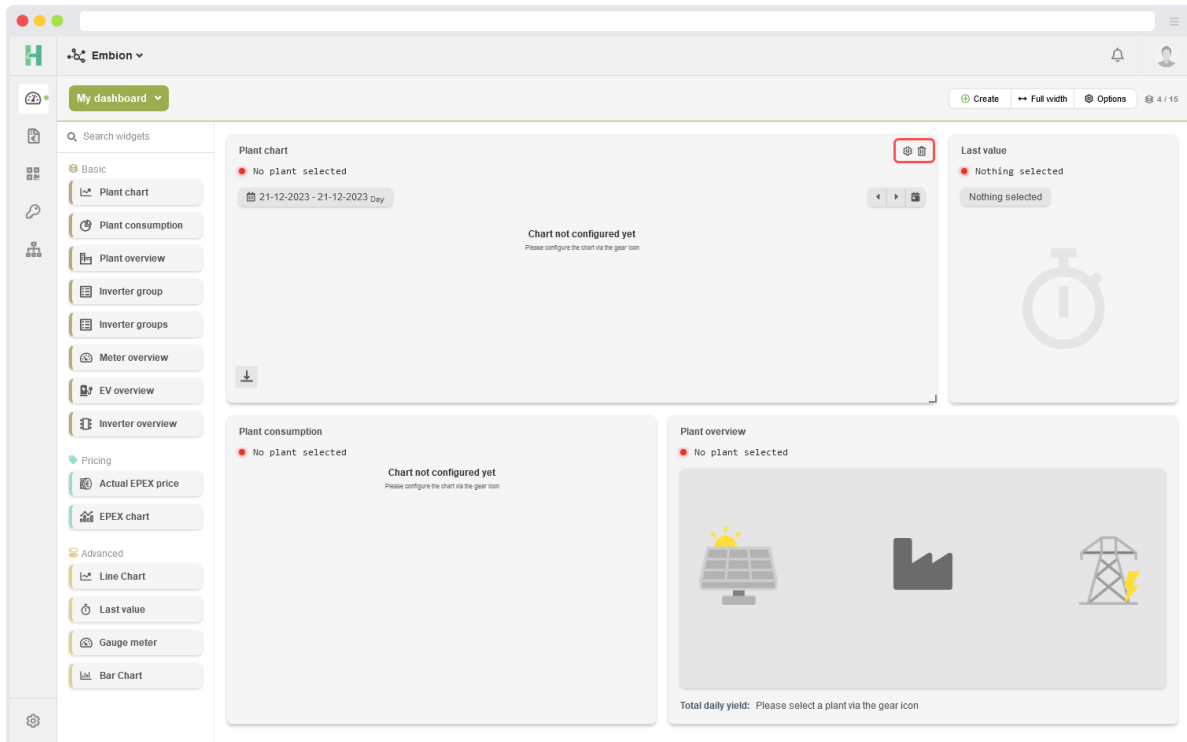 H
Embion
My dashboard
Create
Full width
Options
4 / 15
Search widgets
Basic
Plant chart
Plant consumption
Plant overview
Inverter group
Inverter groups
Meter overview
EV overview
Inverter overview
Pricing
Actual EPEX price
EPEX chart
Advanced
Line Chart
Last value
Gauge meter
Bar Chart
Plant chart
No plant selected
21-12-2023 - 21-12-2023 Day
Chart not configured yet
Please configure the chart via the gear icon
Last value
Nothing selected
Nothing selected
Plant consumption
No plant selected
Chart not configured yet
Please configure the chart via the gear icon
Plant overview
No plant selected
Total daily yield: Please select a plant via the gear icon